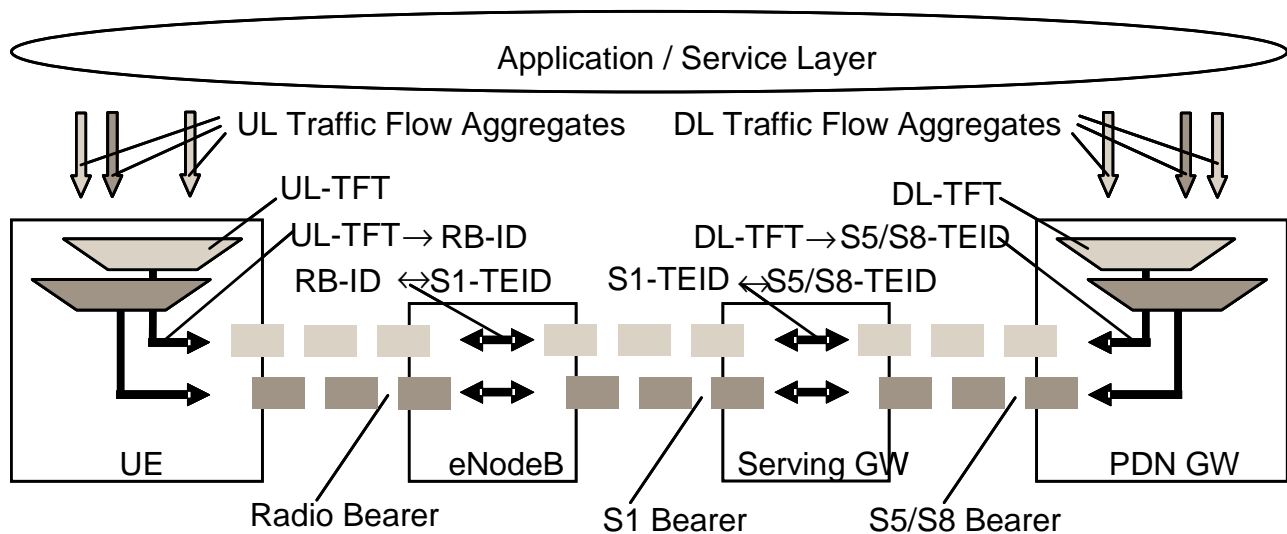 Application / Service Layer
UL Traffic Flow Aggregates DL Traffic Flow Aggregates
UL-TFT DL-TFT
UL-TFT → RB-ID DL-TFT → S5/S8-TEID
RB-ID ↔ S1-TEID S1-TEID ↔ S5/S8-TEID
UE eNodeB Serving GW PDN GW
Radio Bearer S1 Bearer S5/S8 Bearer